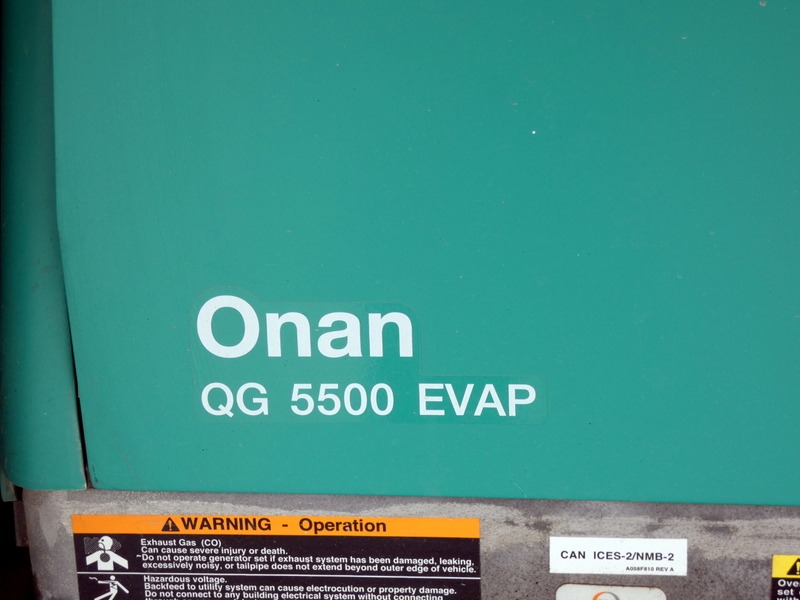 Onan
QG 5500 EVAP
WARNING - Operation
Exhaust Gas (CO)
Can cause severe injury or death.
~Do not operate generator set if exhaust system has been damaged, leaking,
excessively noisy, or tailpipe does not extend beyond outer edge of vehicle.
Hazardous voltage.
Backfeed to utility system can cause electrocution or property damage.
Do not connect to any building electrical system without connecting
CAN ICES-2/NMB-2
A058F810 REV A
Ove
set